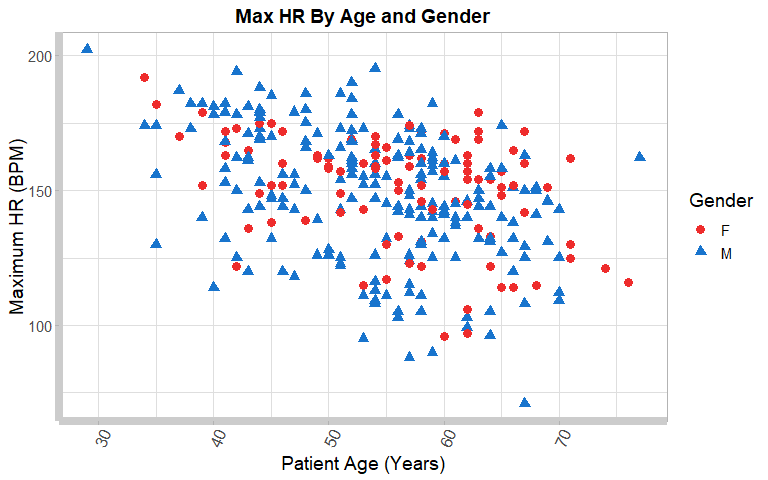 Max HR By Age and Gender
Maximum HR (BPM)
200
150
100
30 40 50 60 70
Patient Age (Years)
Gender
F
M